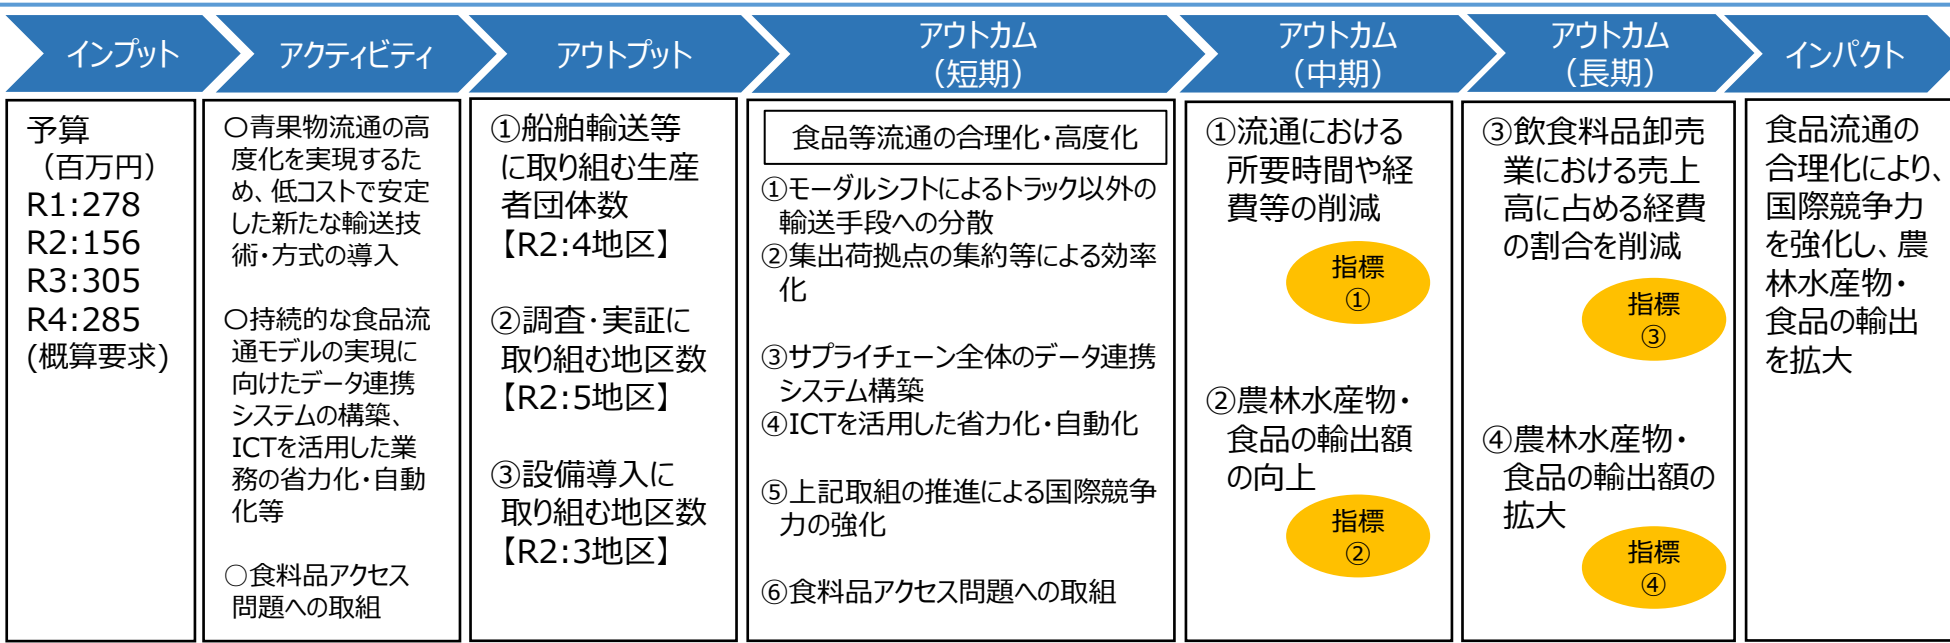 インプット
アクティビティ
アウトプット
アウトカム
（短期）
アウトカム
（中期）
アウトカム
（長期）
インパクト
予算
（百万円）
R1:278
R2:156
R3:305
R4:285
(概算要求)
〇青果物流通の高
度化を実現するた
め、低コストで安定
した新たな輸送技
術・方式の導入
〇持続的な食品流
通モデルの実現に
向けたデータ連携
システムの構築、
ICTを活用した業
務の省力化・自動
化等
○食料品アクセス
問題への取組
①船舶輸送等
に取り組む生産
者団体数
【R2:4地区】
②調査・実証に
取り組む地区数
【R2:5地区】
③設備導入に
取り組む地区数
【R2:3地区】
食品等流通の合理化・高度化
①モーダルシフトによるトラック以外の
輸送手段への分散
②集出荷拠点の集約等による効率
化
③サプライチェーン全体のデータ連携
システム構築
④ICTを活用した省力化・自動化
⑤上記取組の推進による国際競争
力の強化
⑥食料品アクセス問題への取組
①流通における
所要時間や経
費等の削減
指標
①
②農林水産物・
食品の輸出額
の向上
指標
②
③飲食料品卸売
業における売上
高に占める経費
の割合を削減
指標
③
④農林水産物・
食品の輸出額の
拡大
指標
④
食品流通の
合理化により、
国際競争力
を強化し、農
林水産物・
食品の輸出
を拡大